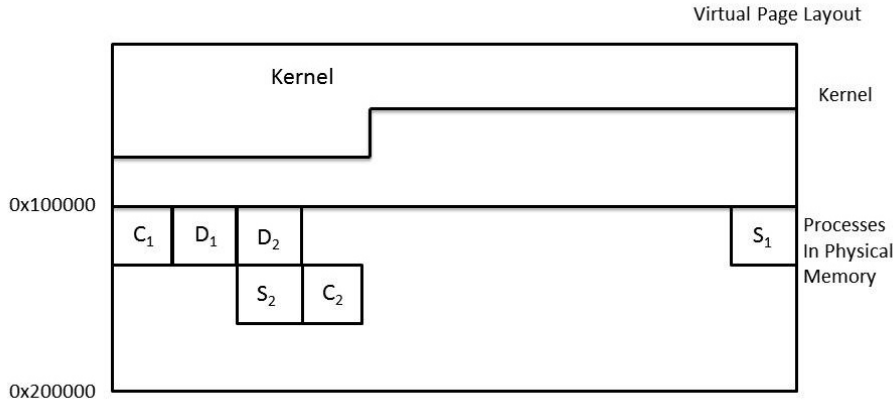 Virtual Page Layout
Kernel
Kernel
0x100000
C₁ D₁ D₂ S₁
Processes
In Physical
Memory
S₂ C₂
0x200000